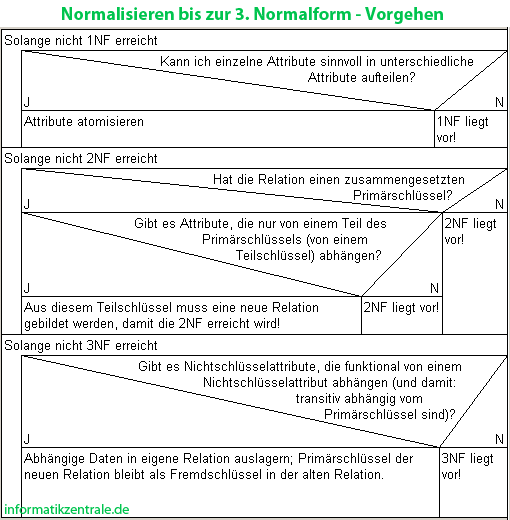 Normalisieren bis zur 3. Normalform - Vorgehen
Solange nicht 1NF erreicht
Kann ich einzelne Attribute sinnvoll in unterschiedliche
Attribute aufteilen?
J
N
Attribute atomisieren
1NF liegt
vor!
Solange nicht 2NF erreicht
Hat die Relation einen zusammengesetzten
Primärschlüssel?
J
N
Gibt es Attribute, die nur von einem Teil des
Primärschlüssels (von einem
Teilschlüssel) abhängen?
2NF liegt
vor!
J
N
Aus diesem Teilschlüssel muss eine neue Relation
gebildet werden, damit die 2NF erreicht wird!
2NF liegt vor!
Solange nicht 3NF erreicht
Gibt es Nichtschlüsselattribute, die funktional von einem
Nichtschlüsselattribut abhängen (und damit:
transitiv abhängig vom
Primärschlüssel sind)?
J
N
Abhängige Daten in eigene Relation auslagern; Primärschlüssel der
neuen Relation bleibt als Fremdschlüssel in der alten Relation.
3NF liegt
vor!
informatikzentrale.de